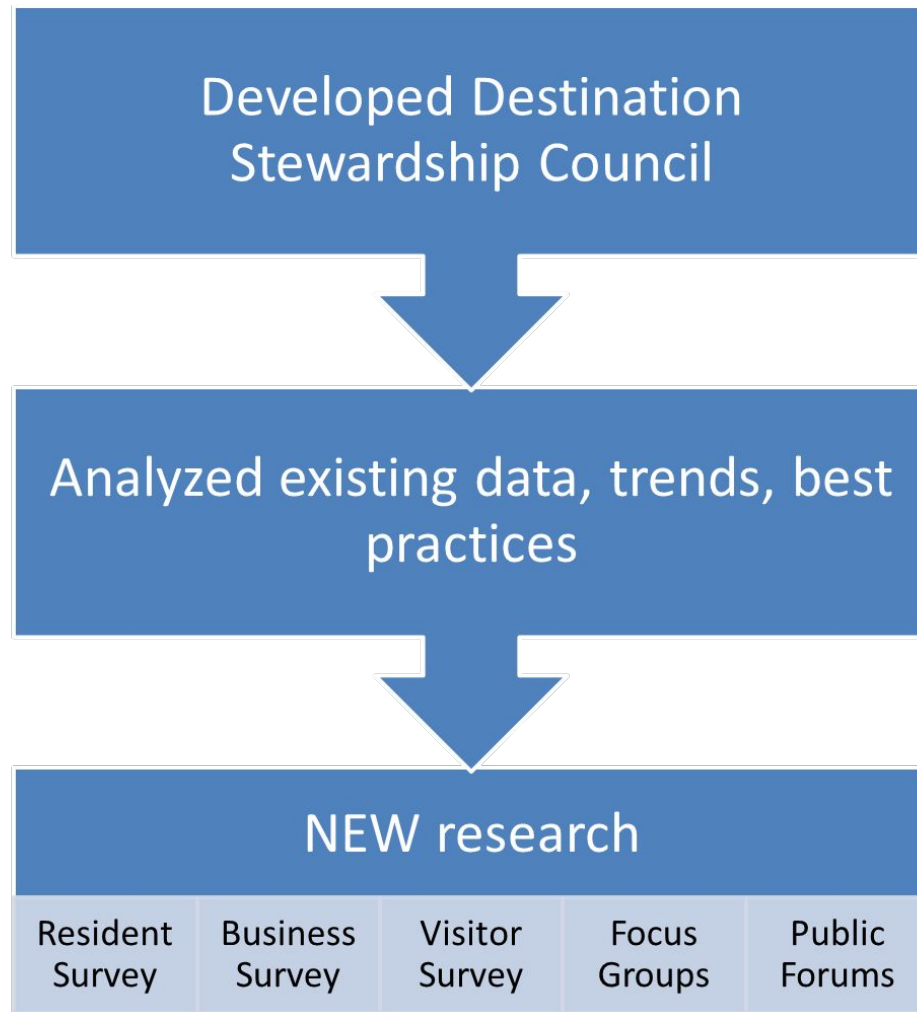 Developed Destination
Stewardship Council
Analyzed existing data, trends, best
practices
NEW research
Resident
Survey
Business
Survey
Visitor
Survey
Focus
Groups
Public
Forums